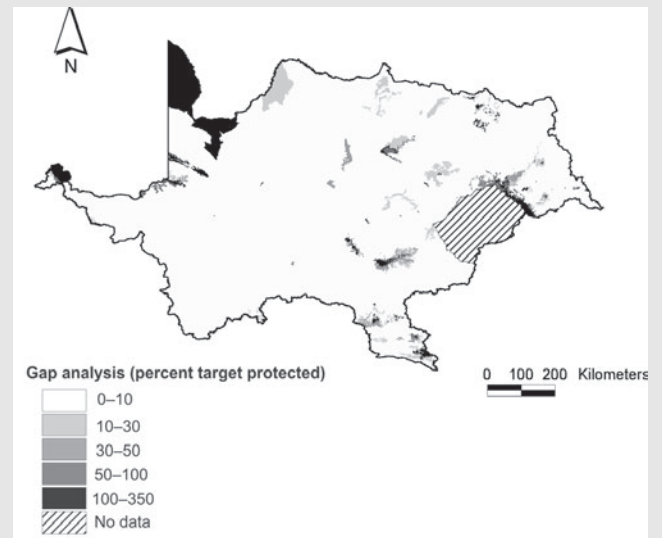 N
Gap analysis (percent target protected)
0–10
10–30
30–50
50–100
100–350
No data
0 100 200 Kilometers